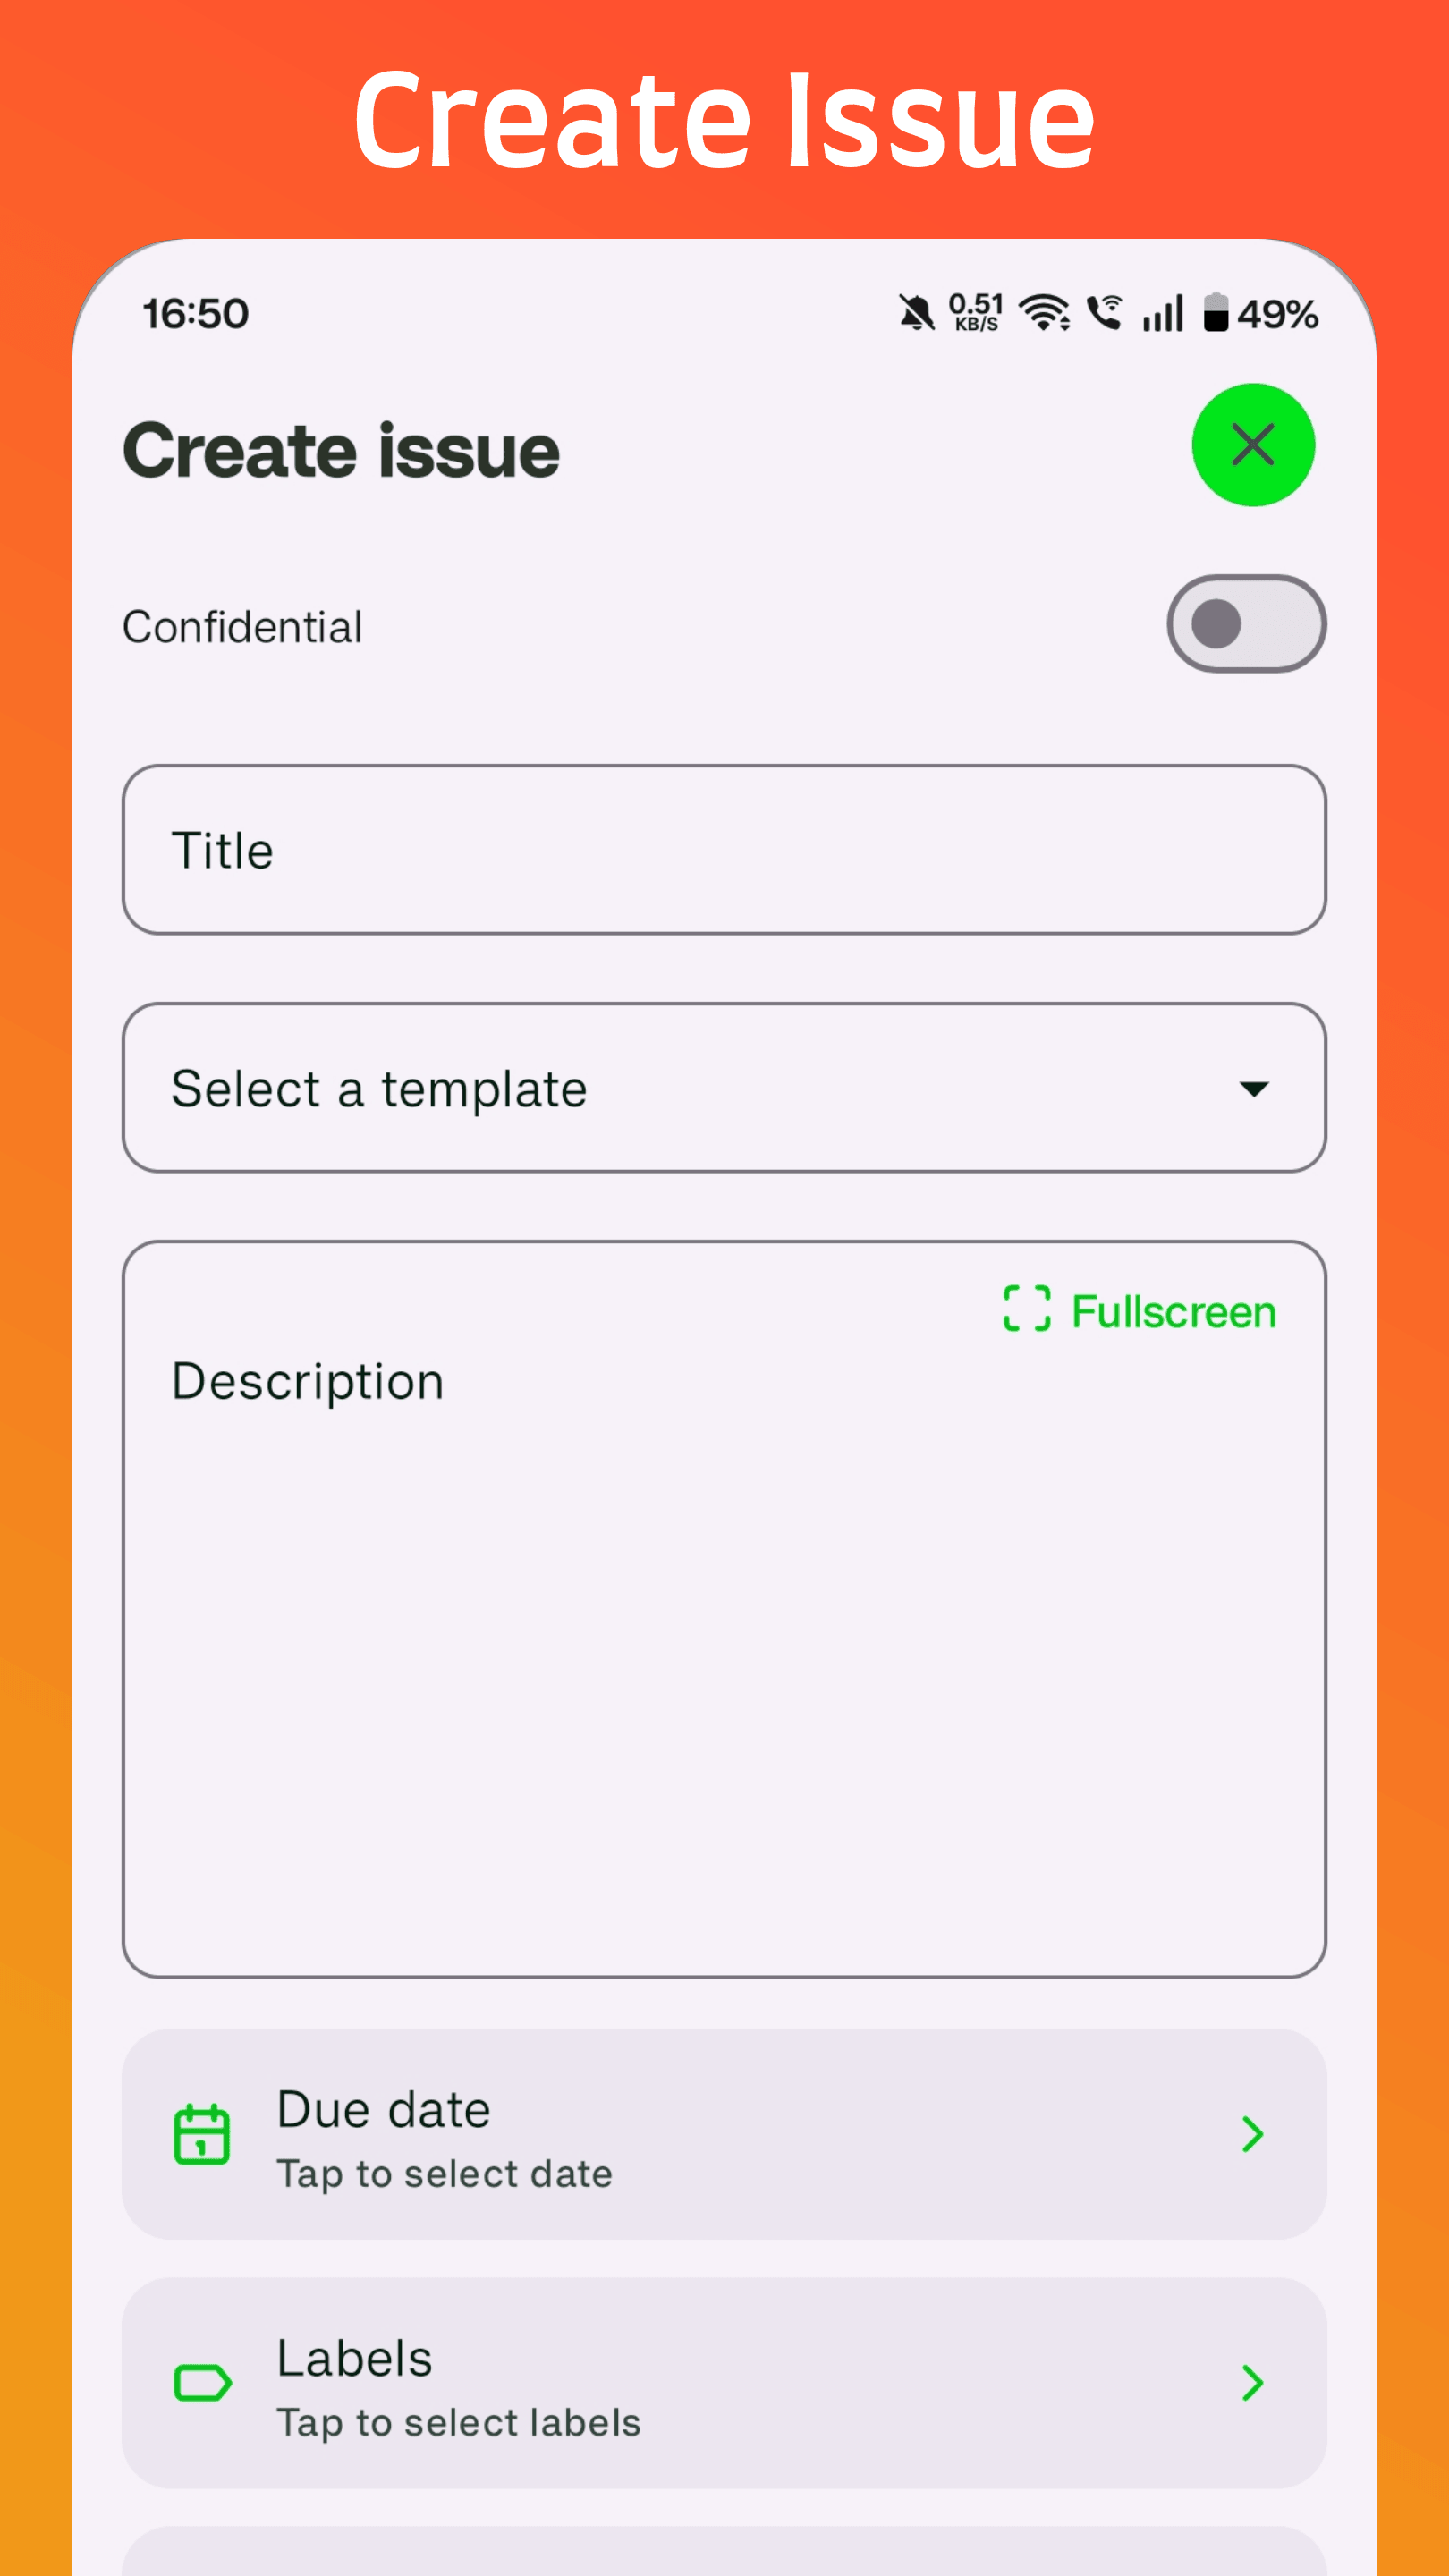 Create Issue
16:50
0.51
KB/S
49%
Create issue
Confidential
Title
Select a template
Fullscreen
Description
1
Due date
Tap to select date
Labels
Tap to select labels